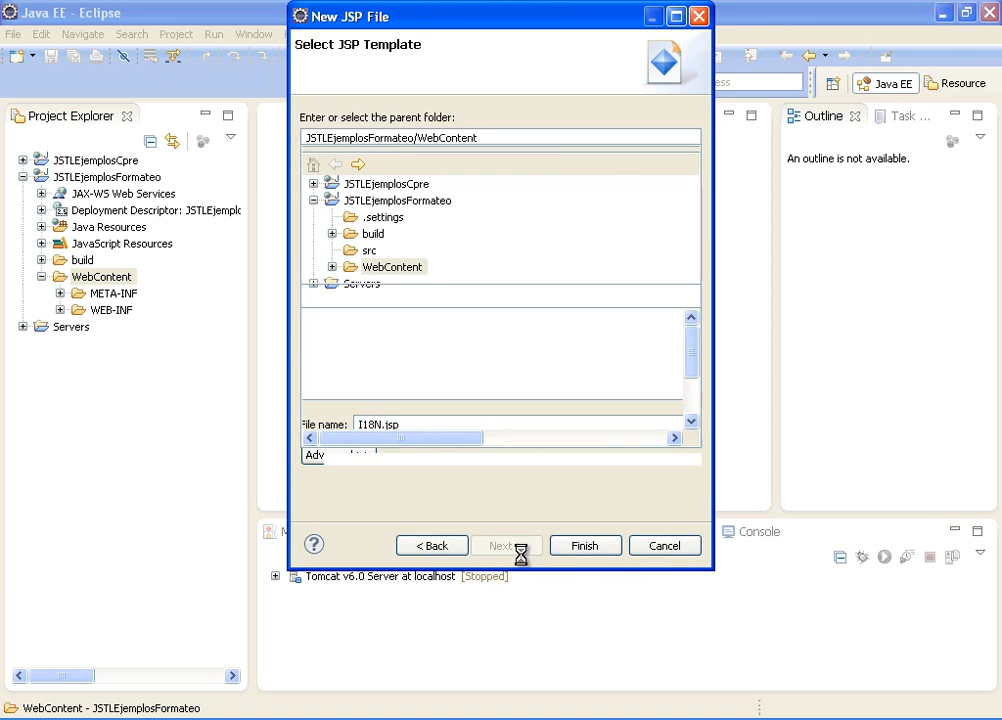 Java EE - Eclipse
File Edit Navigate Search Project Run Window
New JSP File
Select JSP Template
Enter or select the parent folder:
JSTLEjemplosFormateo/WebContent
JSTLEjemplosCpre
JSTLEjemplosFormateo
.settings
build
src
WebContent
Servers
File name: I18N.jsp
Adv
< Back
Next
Finish
Cancel
Project Explorer
JSTLEjemplosCpre
JSTLEjemplosFormateo
JAX-WS Web Services
Deployment Descriptor: JSTLEjemplo
Java Resources
JavaScript Resources
build
WebContent
META-INF
WEB-INF
Servers
ess
Java EE
Resource
Outline
Task ...
An outline is not available.
M
Console
Tomcat v6.0 Server at localhost [Stopped]
WebContent - JSTLEjemplosFormateo